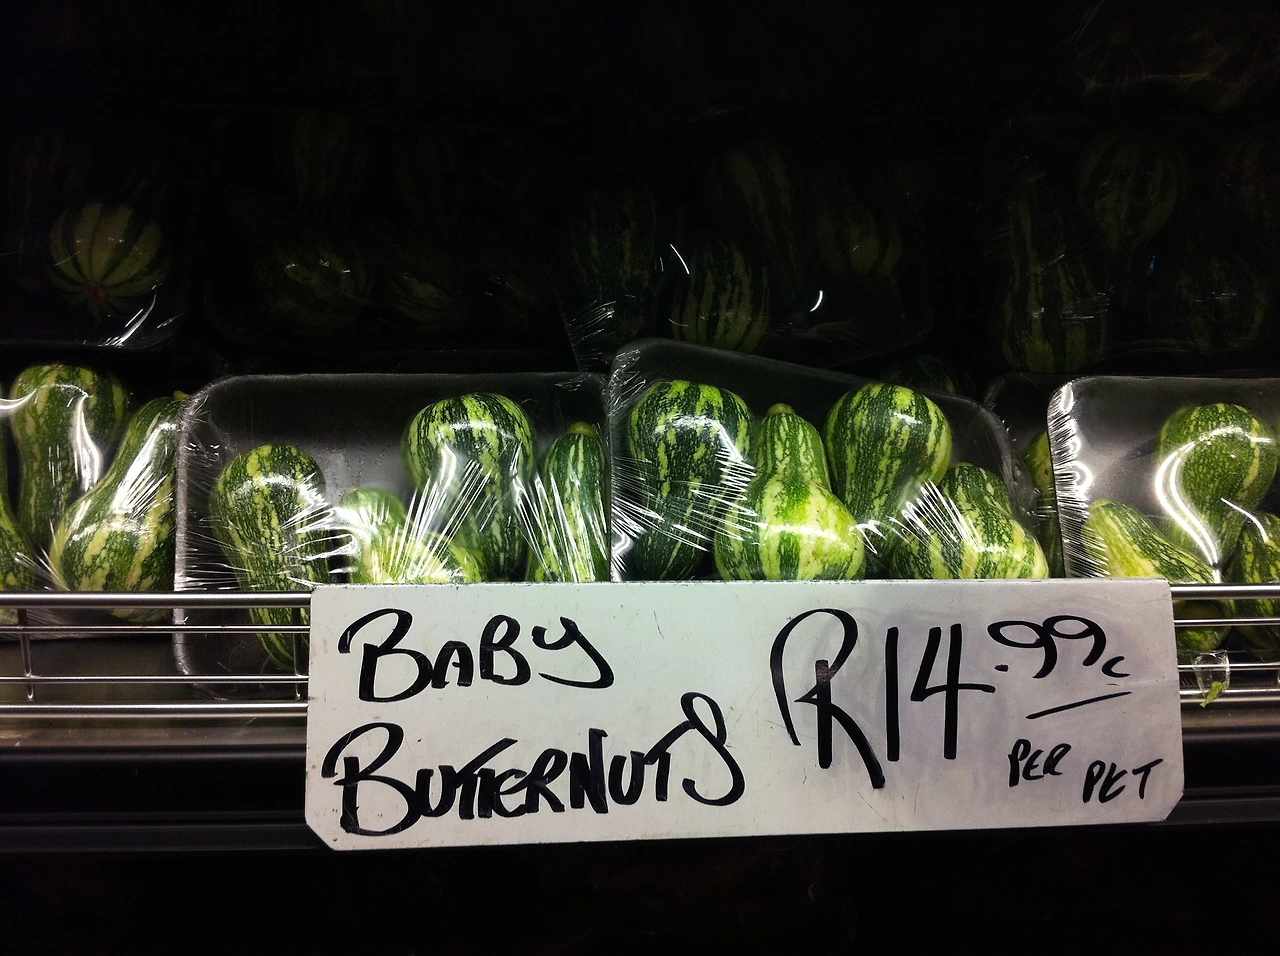 BABY
BUTTERNUTS
R14.99c
PER PKT